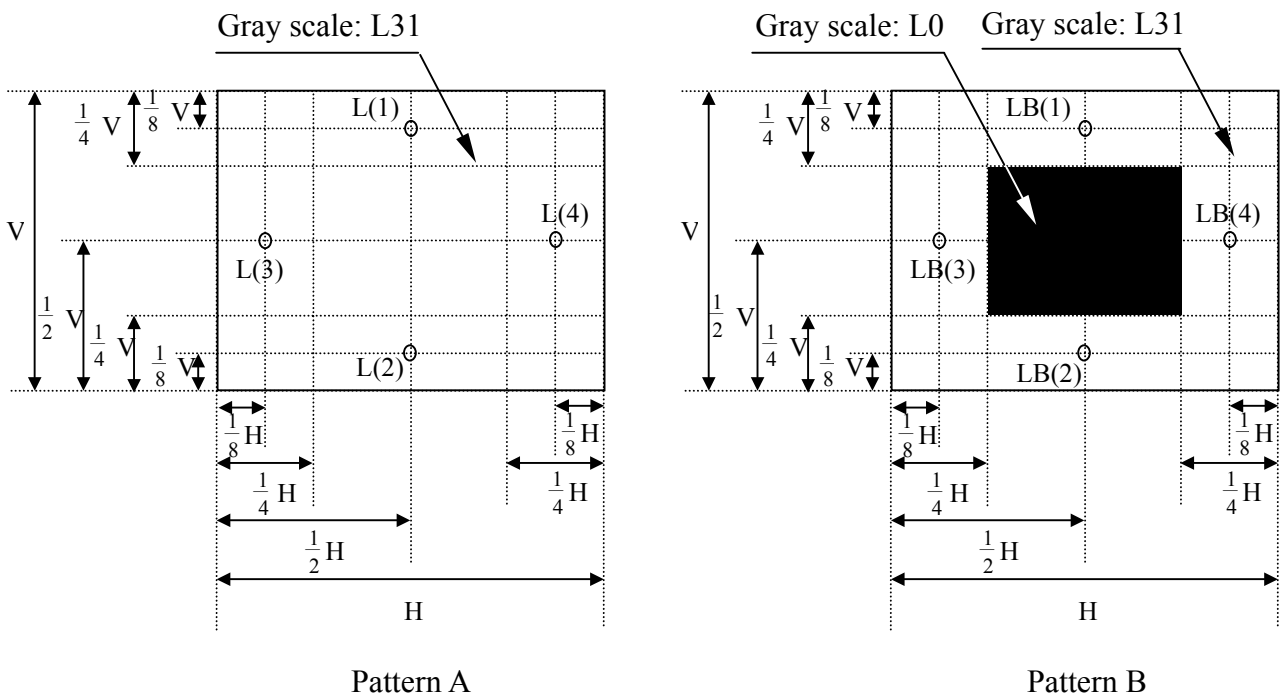 Gray scale: L31
Gray scale: L0
Gray scale: L31
1/4 V
1/8 V
L(1)
V
L(4)
L(3)
1/2 V
1/4 V
1/8 V
L(2)
1/8 H
1/8 H
1/4 H
1/4 H
1/2 H
H
Pattern A
1/4 V
1/8 V
LB(1)
V
LB(4)
LB(3)
1/2 V
1/4 V
1/8 V
LB(2)
1/8 H
1/8 H
1/4 H
1/4 H
1/2 H
H
Pattern B